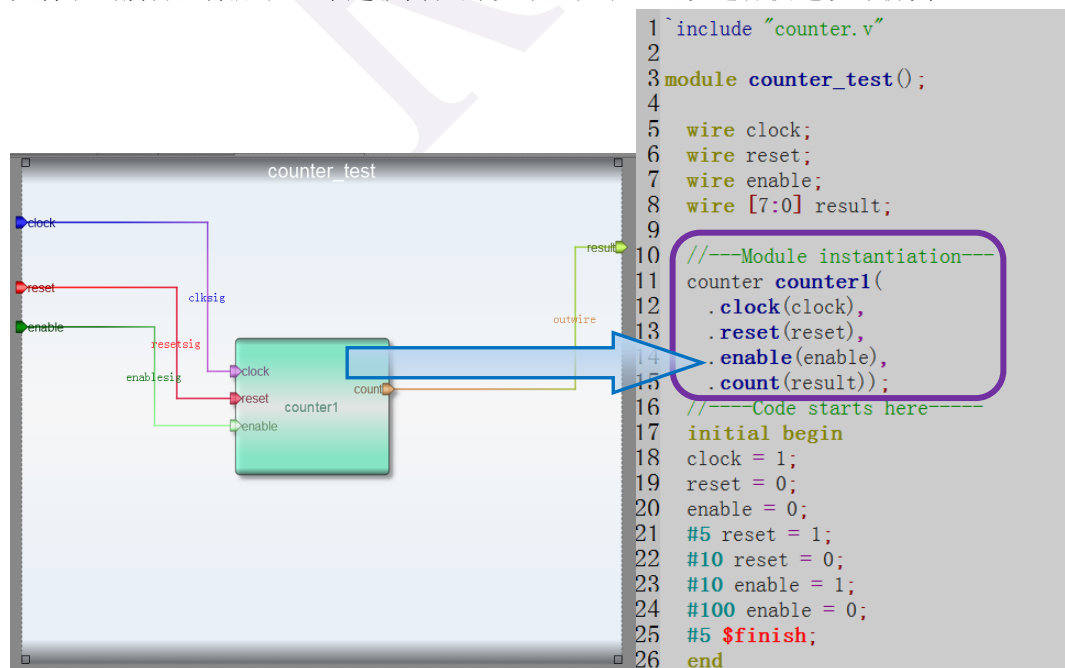 counter_test
clock
reset
enable
clksig
resetsig
enablesig
clock
reset
enable
counter1
count
outwire
result
1 `include "counter.v"
2
3 module counter_test();
4
5 wire clock;
6 wire reset;
7 wire enable;
8 wire [7:0] result;
9
10 //---Module instantiation---
11 counter counter1(
12 .clock(clock),
13 .reset(reset),
14 .enable(enable),
15 .count(result));
16 //----Code starts here-----
17 initial begin
18 clock = 1;
19 reset = 0;
20 enable = 0;
21 #5 reset = 1;
22 #10 reset = 0;
23 #10 enable = 1;
24 #100 enable = 0;
25 #5 $finish;
26 end